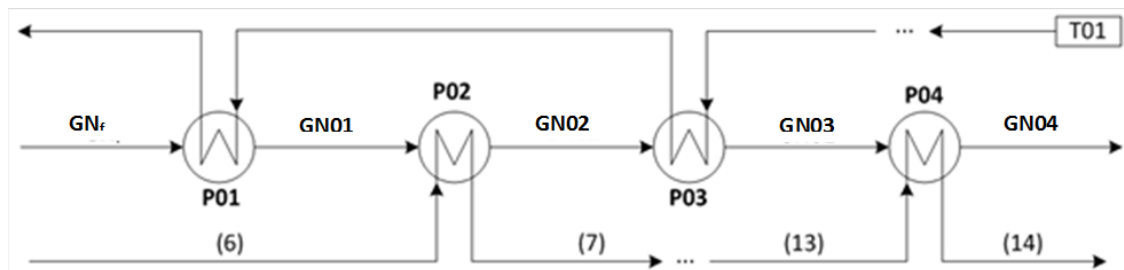 ... T01
P02
P04
GNf
GN01
GN02
GN03
GN04
P01
P03
(6)
(7)
...
(13)
(14)